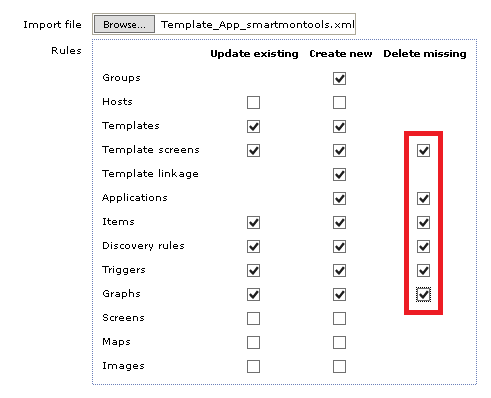 Import file Browse... Template_App_smartmontools.xml
Rules Update existing Create new Delete missing
Groups
Hosts
Templates
Template screens
Template linkage
Applications
Items
Discovery rules
Triggers
Graphs
Screens
Maps
Images